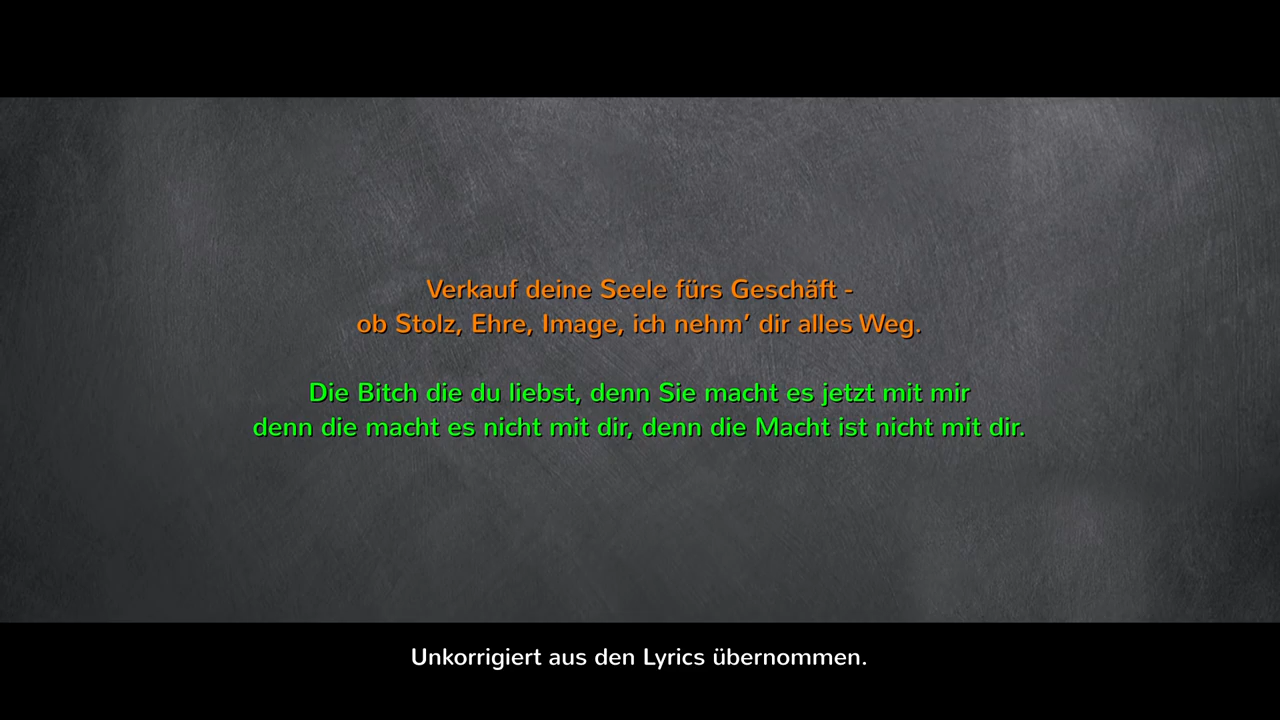 Verkauf deine Seele fürs Geschäft -
ob Stolz, Ehre, Image, ich nehm’ dir alles Weg.
Die Bitch die du liebst, denn Sie macht es jetzt mit mir
denn die macht es nicht mit dir, denn die Macht ist nicht mit dir.
Unkorrigiert aus den Lyrics übernommen.